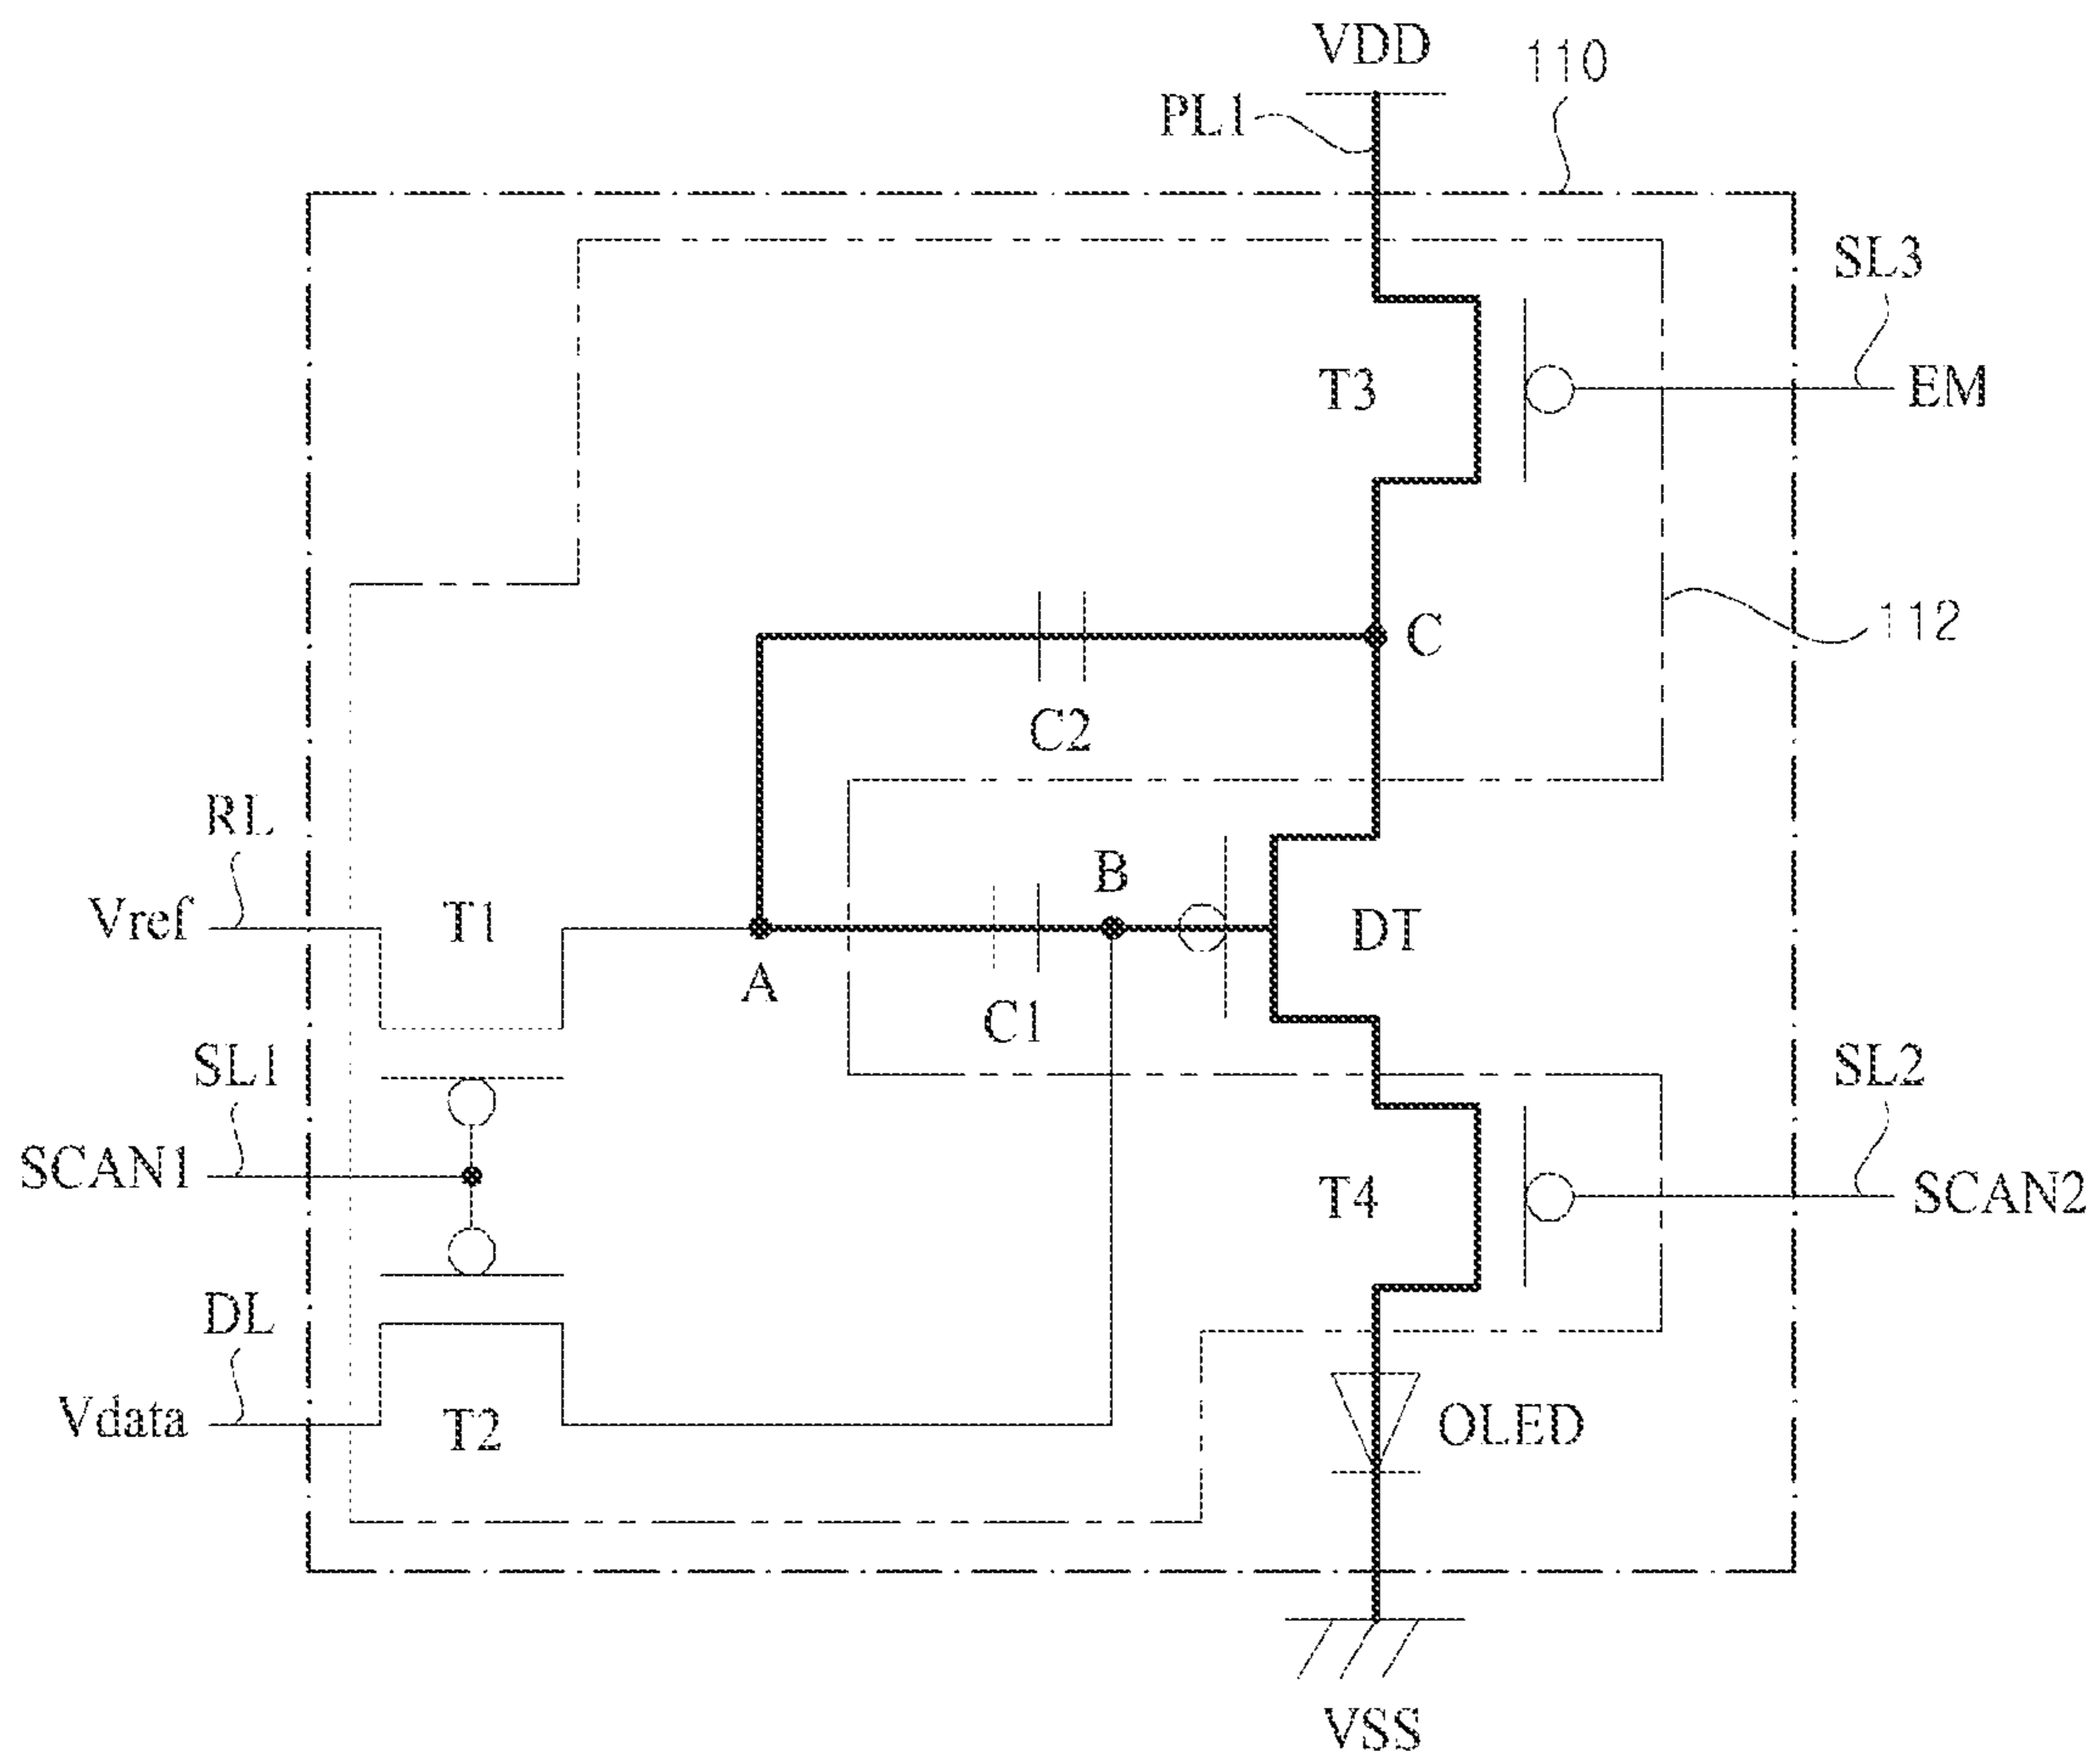 VDD
110
PL1
SL3
T3
EM
112
C
C2
RL
B
Vref
T1
DT
A
C1
SL1
SL2
SCAN1
T4
SCAN2
DL
Vdata
T2
OLED
VSS